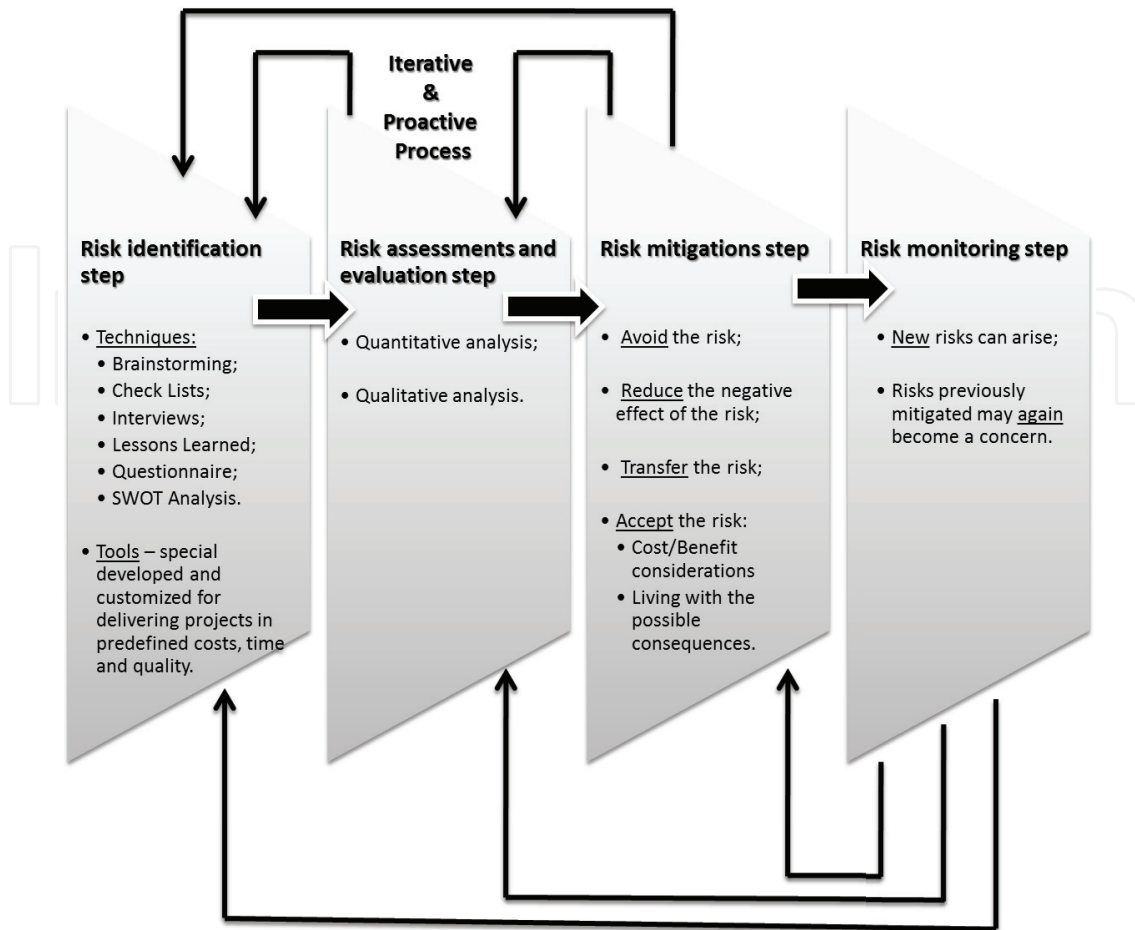 Iterative
&
Proactive
Process
Risk identification
step
• Techniques:
• Brainstorming;
• Check Lists;
• Interviews;
• Lessons Learned;
• Questionnaire;
• SWOT Analysis.
• Tools – special
developed and
customized for
delivering projects in
predefined costs, time
and quality.
Risk assessments and
evaluation step
• Quantitative analysis;
• Qualitative analysis.
Risk mitigations step
• Avoid the risk;
• Reduce the negative
effect of the risk;
• Transfer the risk;
• Accept the risk:
• Cost/Benefit
considerations
• Living with the
possible
consequences.
Risk monitoring step
• New risks can arise;
• Risks previously
mitigated may again
become a concern.